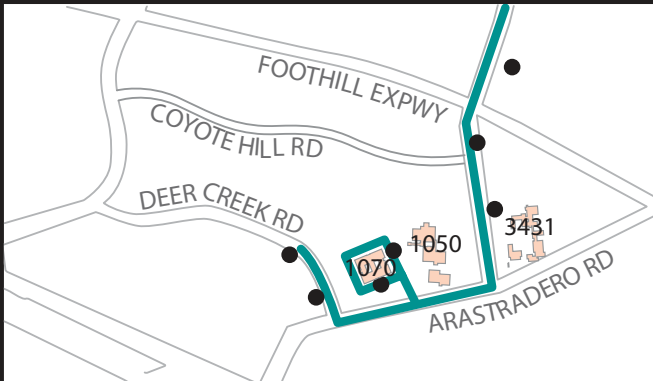 FOOTHILL EXPWY
COYOTE HILL RD
DEER CREEK RD
3431
1050
1070
ARASTRADERO RD